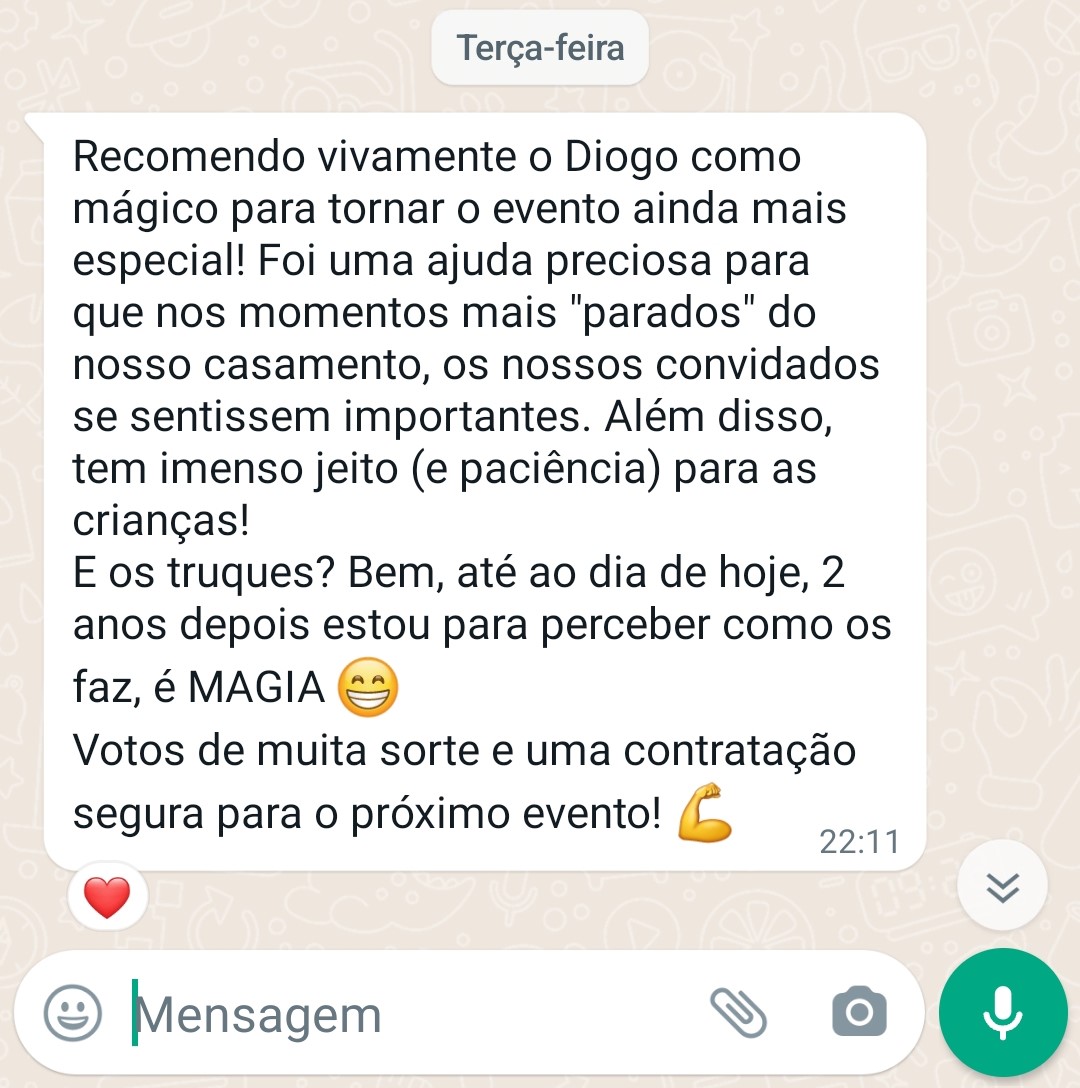 Terça-feira
Recomendo vivamente o Diogo como
mágico para tornar o evento ainda mais
especial! Foi uma ajuda preciosa para
que nos momentos mais "parados" do
nosso casamento, os nossos convidados
se sentissem importantes. Além disso,
tem imenso jeito (e paciência) para as
crianças!
E os truques? Bem, até ao dia de hoje, 2
anos depois estou para perceber como os
faz, é MAGIA 😁
Votos de muita sorte e uma contratação
segura para o próximo evento! 💪
22:11
Mensagem